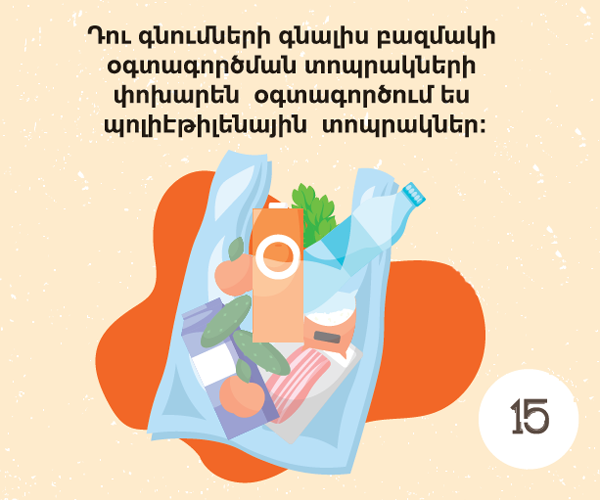 Դու գնումների գնալիս բազմակի
օգտագործման տոպրակների
փոխարեն օգտագործում ես
պոլիէթիլենային տոպրակներ:
15